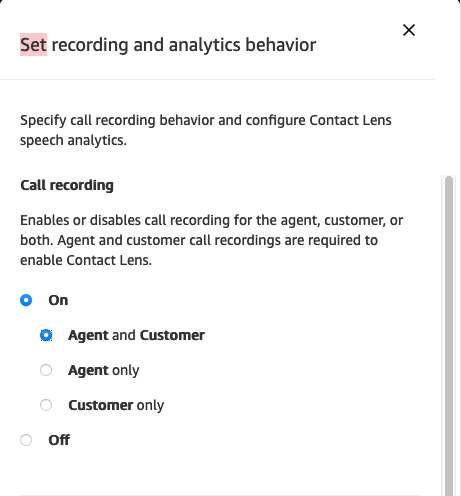 Set recording and analytics behavior
Specify call recording behavior and configure Contact Lens
speech analytics.
Call recording
Enables or disables call recording for the agent, customer, or
both. Agent and customer call recordings are required to
enable Contact Lens.
On
Agent and Customer
Agent only
Customer only
Off